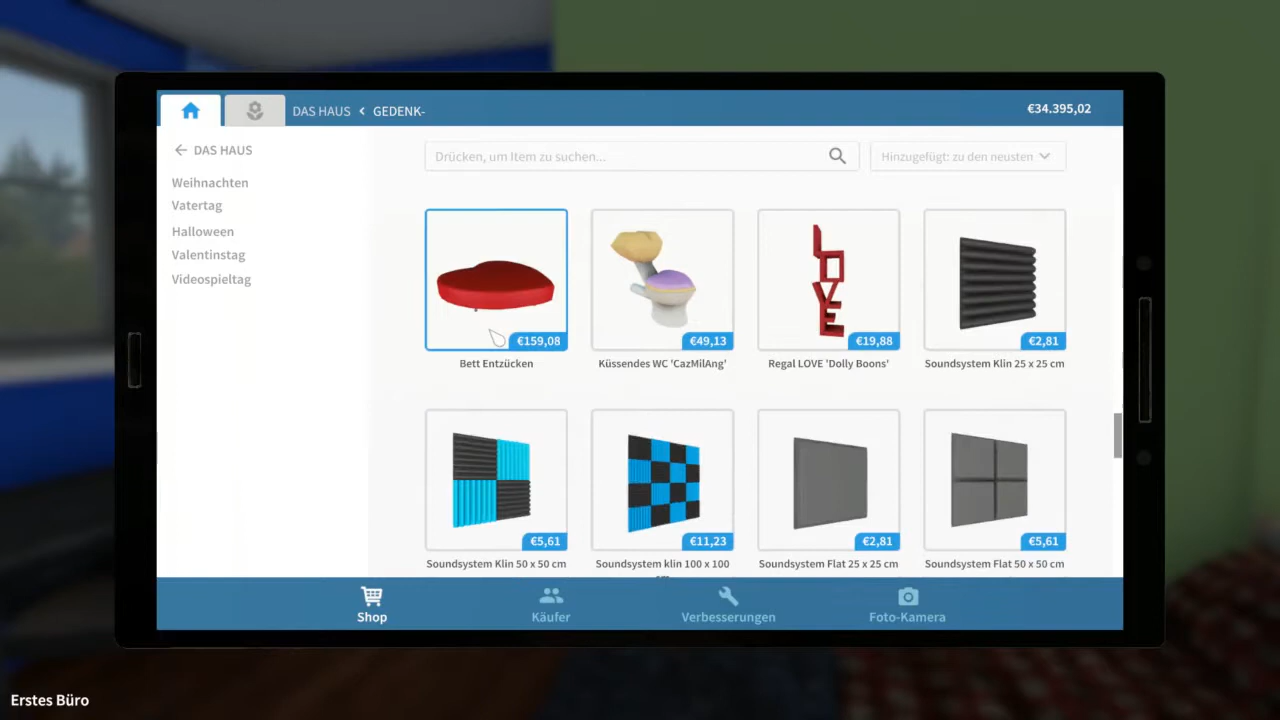 DAS HAUS < GEDENK-
€34.395,02
← DAS HAUS
Weihnachten
Vatertag
Halloween
Valentinstag
Videospieltag
Drücken, um Item zu suchen...
Hinzugefügt: zu den neusten
€159,08
Bett Entzücken
€49,13
Küssendes WC 'CazMilAng'
€19,88
Regal LOVE 'Dolly Boons'
€2,81
Soundsystem Klin 25 x 25 cm
€5,61
Soundsystem Klin 50 x 50 cm
€11,23
Soundsystem klin 100 x 100
cm
€2,81
Soundsystem Flat 25 x 25 cm
€5,61
Soundsystem Flat 50 x 50 cm
LOVE
Shop
Käufer
Verbesserungen
Foto-Kamera
Erstes Büro